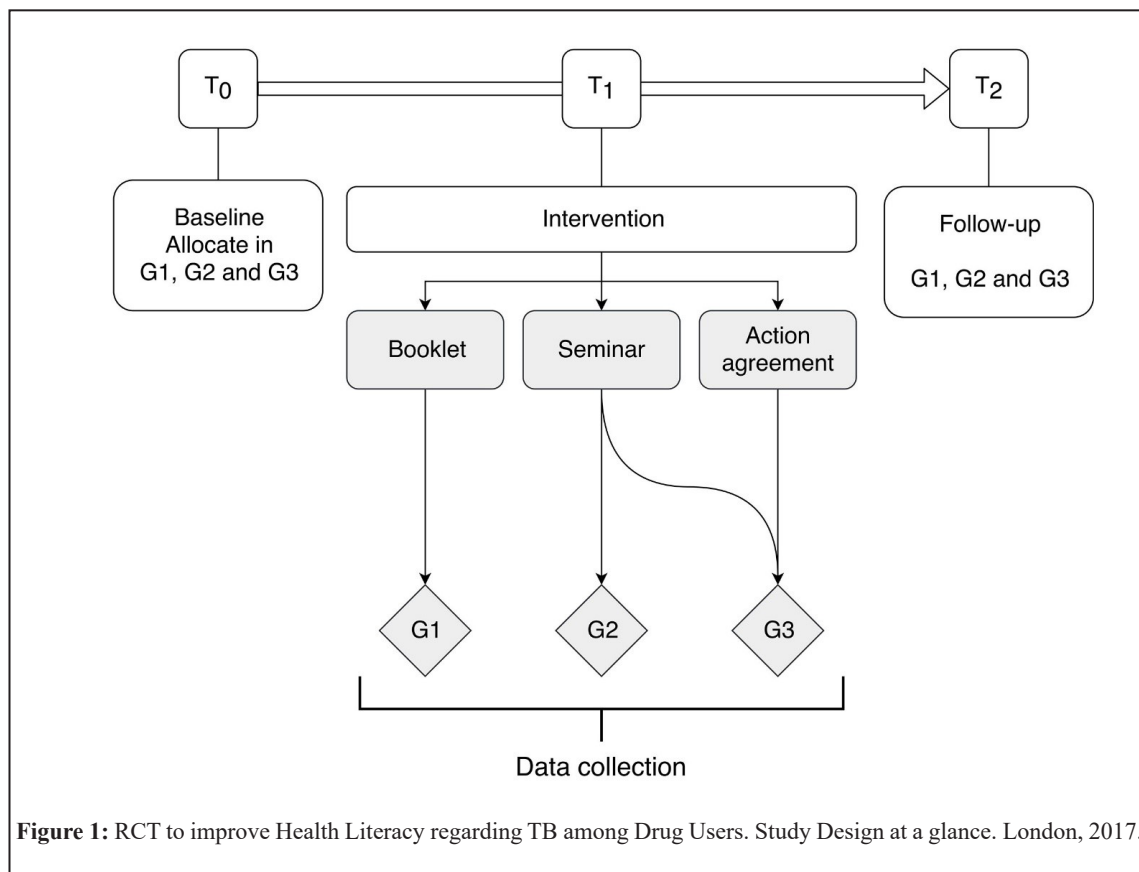 T0
T1
T2
Baseline
Allocate in
G1, G2 and G3
Intervention
Follow-up
G1, G2 and G3
Booklet
Seminar
Action
agreement
G1
G2
G3
Data collection
Figure 1: RCT to improve Health Literacy regarding TB among Drug Users. Study Design at a glance. London, 2017.